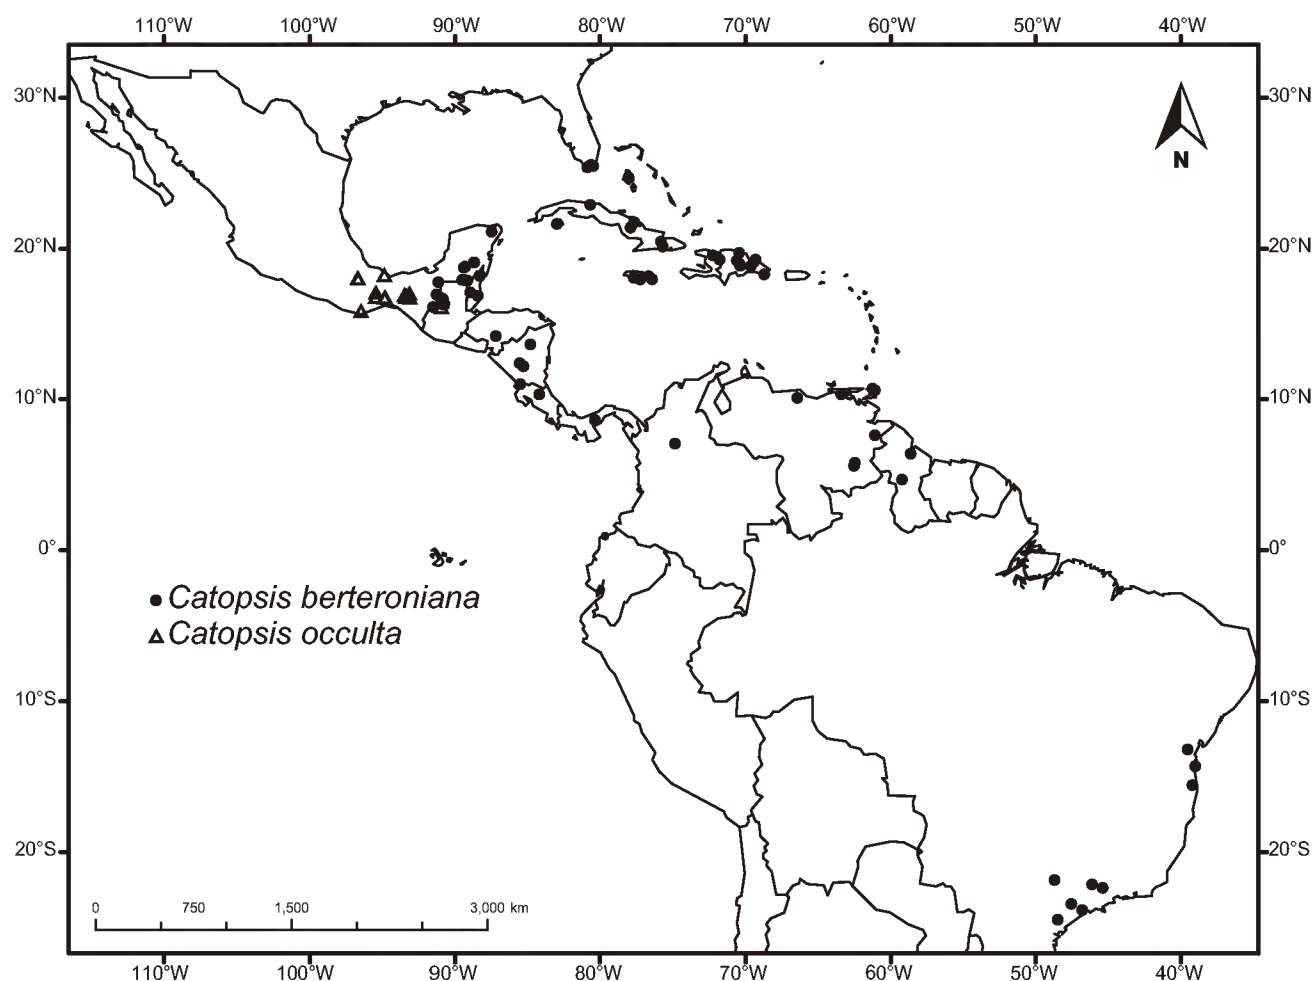 110°W 100°W 90°W 80°W 70°W 60°W 50°W 40°W
30°N 30°N
N
20°N 20°N
10°N 10°N
0° 0°
Catopsis berteroniana
Catopsis occulta
10°S 10°S
20°S 20°S
0 750 1,500 3,000 km
110°W 100°W 90°W 80°W 70°W 60°W 50°W 40°W